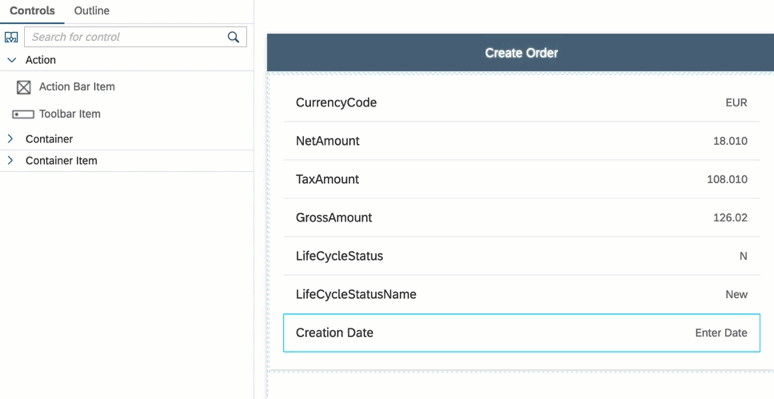 Controls Outline
Search for control
Action
Action Bar Item
Toolbar Item
Container
Container Item
Create Order
CurrencyCode EUR
NetAmount 18.010
TaxAmount 108.010
GrossAmount 126.02
LifeCycleStatus N
LifeCycleStatusName New
Creation Date Enter Date